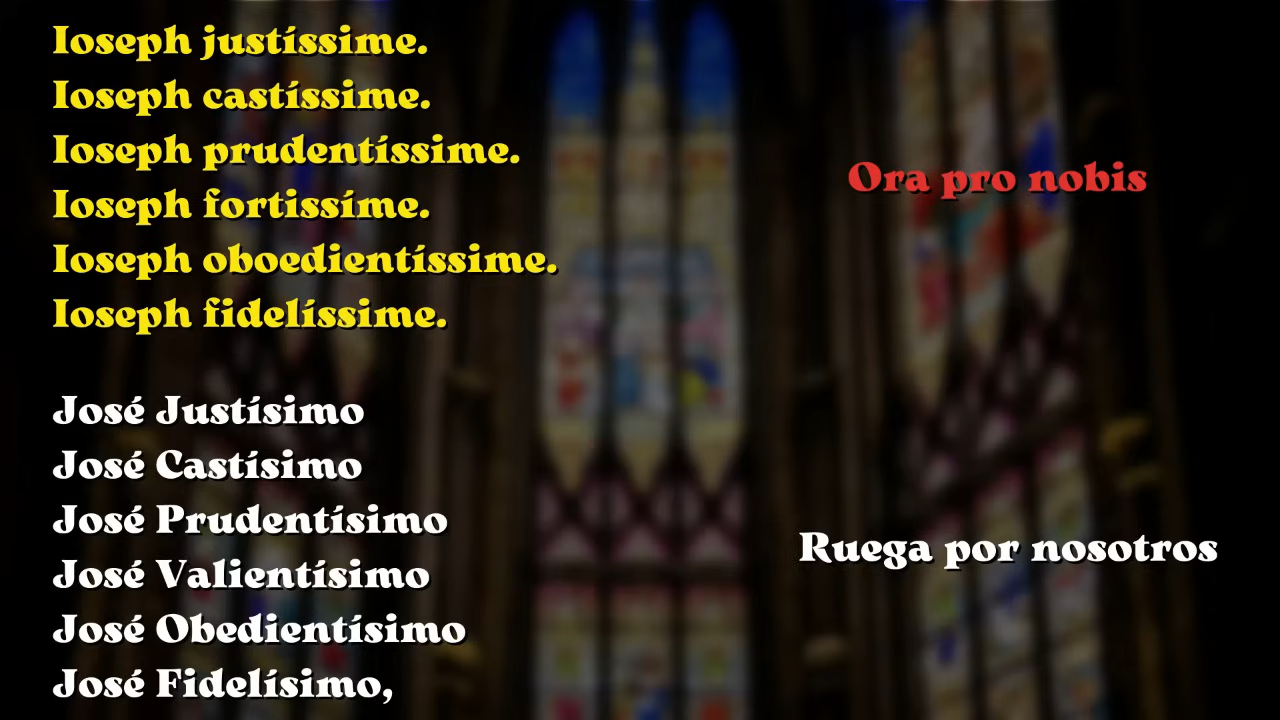 Ioseph justíssime.
Ioseph castíssime.
Ioseph prudentíssime.
Ioseph fortissíme.
Ioseph oboedientíssime.
Ioseph fidelíssime.
Ora pro nobis
José Justísimo
José Castísimo
José Prudentísimo
José Valientísimo
José Obedientísimo
José Fidelísimo,
Ruega por nosotros